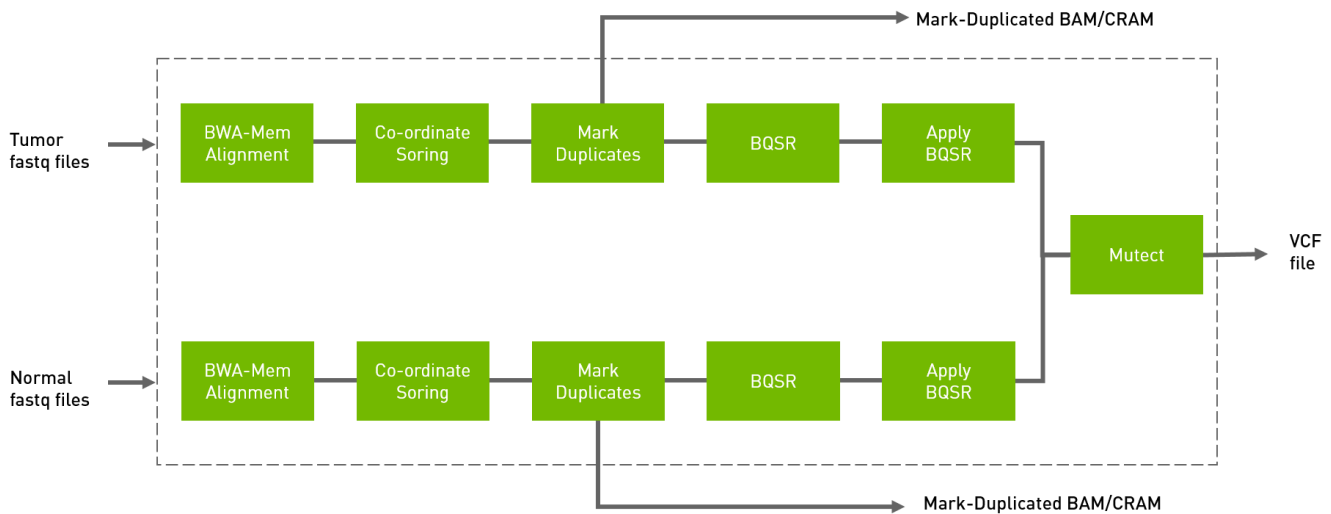 Mark-Duplicated BAM/CRAM
Tumor
fastq files
BWA-Mem
Alignment
Co-ordinate
Soring
Mark
Duplicates
BQSR
Apply
BQSR
Mutect
VCF
file
Normal
fastq files
BWA-Mem
Alignment
Co-ordinate
Soring
Mark
Duplicates
BQSR
Apply
BQSR
Mark-Duplicated BAM/CRAM